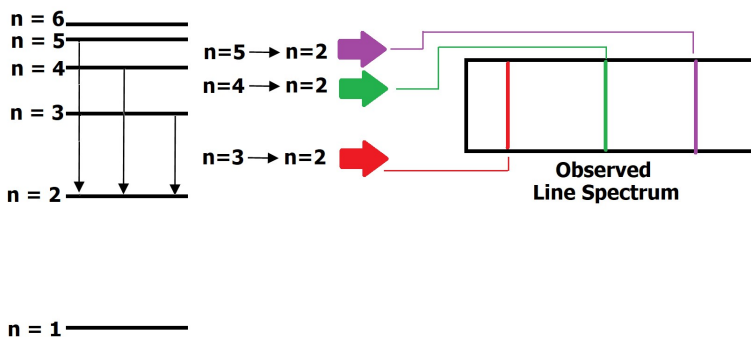 n = 6
n = 5
n = 4
n = 3
n = 2
n = 1
n=5 → n=2
n=4 → n=2
n=3 → n=2
Observed
Line Spectrum